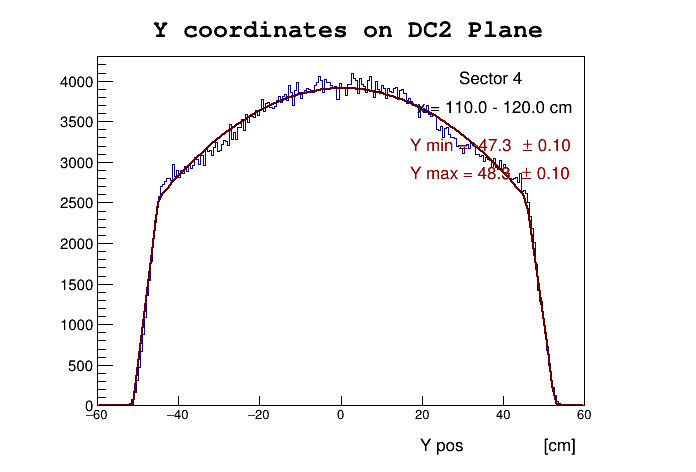 Y coordinates on DC2 Plane
Sector 4
x = 110.0 - 120.0 cm
Y min = -47.3 ± 0.10
Y max = 48.3 ± 0.10
4000
3500
3000
2500
2000
1500
1000
500
0
−60 −40 −20 0 20 40 60
Y pos [cm]